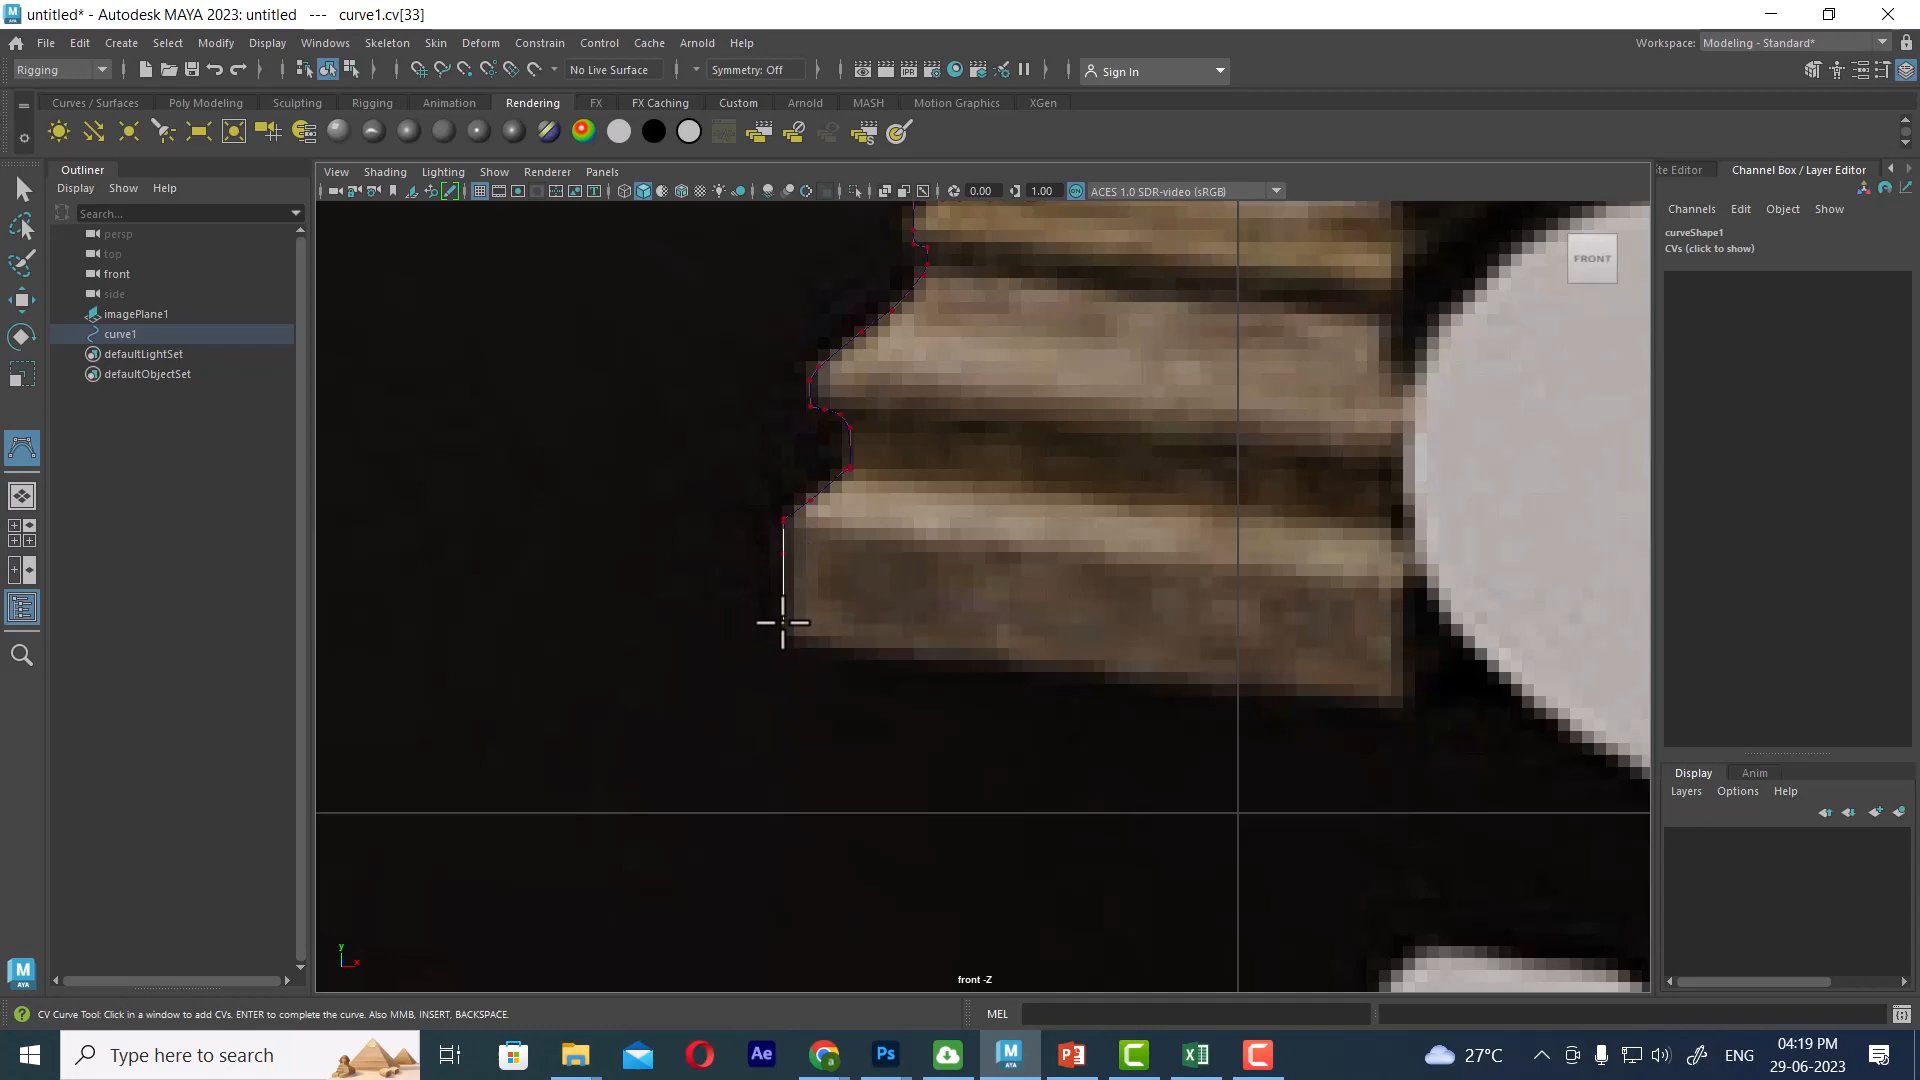 untitled* - Autodesk MAYA 2023: untitled --- curve1.cv[33]
File Edit Create Select Modify Display Windows Skeleton Skin Deform Constrain Control Cache Arnold Help
Workspace: Modeling - Standard*
Rigging No Live Surface Symmetry: Off Sign In
Curves / Surfaces Poly Modeling Sculpting Rigging Animation Rendering FX FX Caching Custom Arnold MASH Motion Graphics XGen
Outliner
Display Show Help
Search...
persp
top
front
side
imagePlane1
curve1
defaultLightSet
defaultObjectSet
View Shading Lighting Show Renderer Panels
0.00 1.00 ACES 1.0 SDR-video (sRGB)
FRONT
y
x
front -Z
te Editor Channel Box / Layer Editor
Channels Edit Object Show
curveShape1
CVs (click to show)
Display Anim
Layers Options Help
CV Curve Tool: Click in a window to add CVs. ENTER to complete the curve. Also MMB, INSERT, BACKSPACE.
MEL
Type here to search
27°C
ENG
04:19 PM
29-06-2023